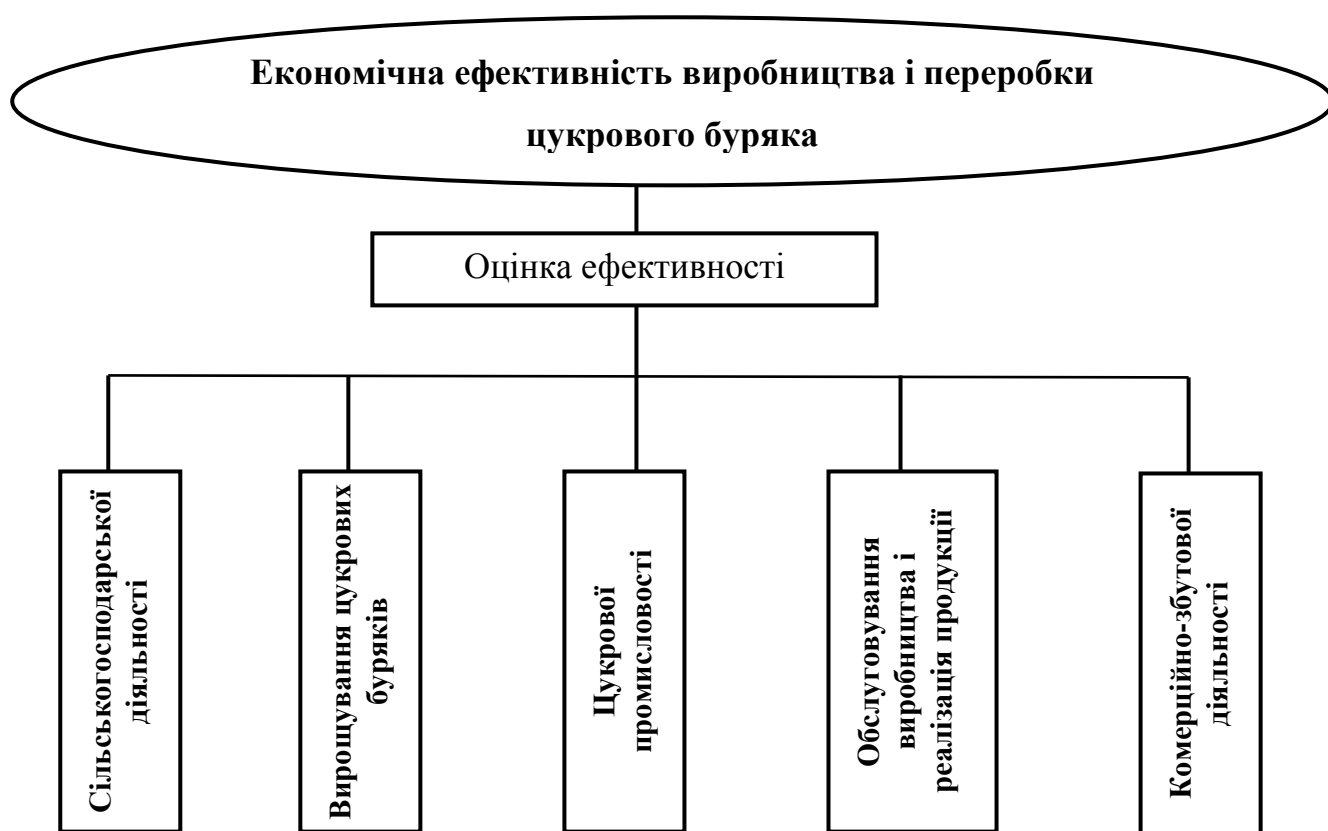 Економічна ефективність виробництва і переробки
цукрового буряка
Оцінка ефективності
Сільськогосподарської
діяльності
Вирощування цукрових
буряків
Цукрової
промисловості
Обслуговування
виробництва і
реалізація продукції
Комерційно-збутової
діяльності